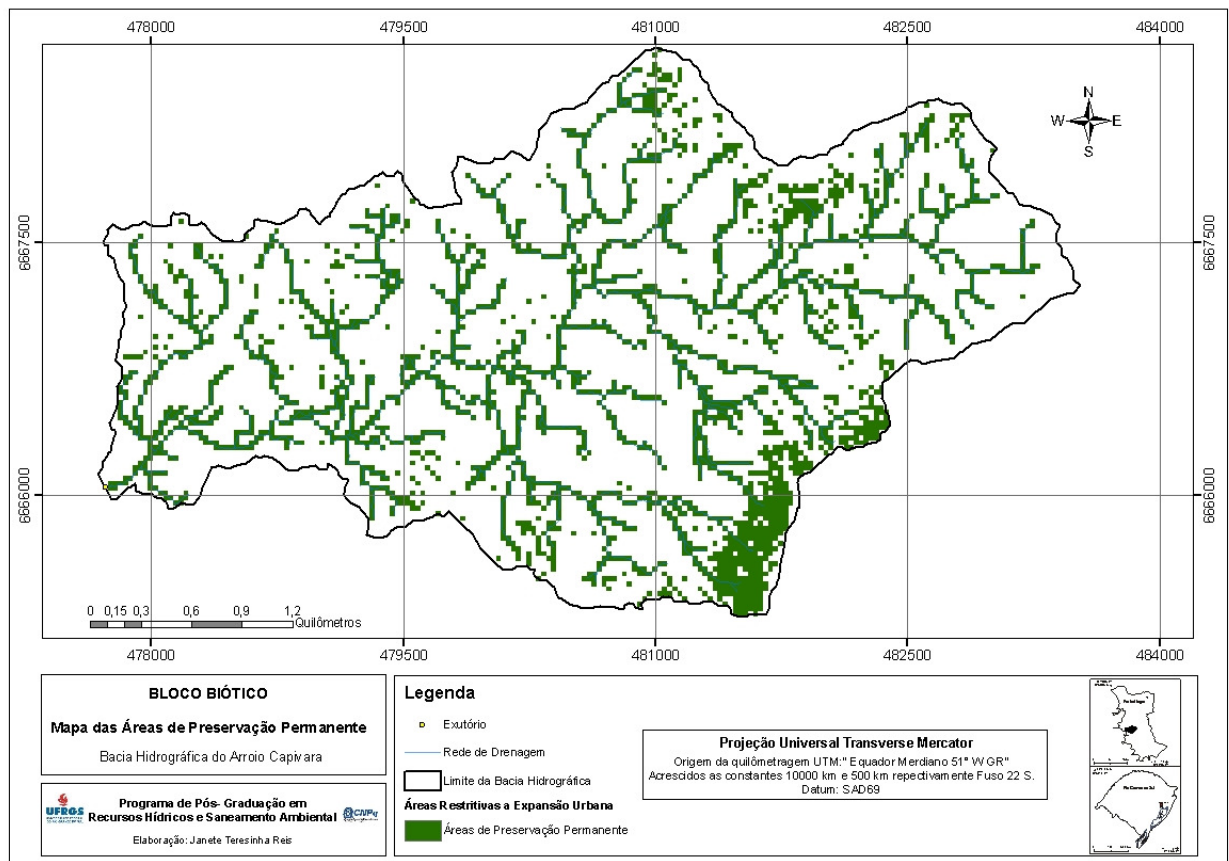 478000 479500 481000 482500 484000
N
W E
S
6667500 6667500
6666000 6666000
0 0,15 0,3 0,6 0,9 1,2
Quilômetros
478000 479500 481000 482500 484000
BLOCO BIÓTICO
Mapa das Áreas de Preservação Permanente
Bacia Hidrográfica do Arroio Capivara
UFRGS
Programa de Pós- Graduação em
Recursos Hídricos e Saneamento Ambiental
CNPq
Elaboração: Janete Teresinha Reis
Legenda
Exutório
Rede de Drenagem
Limite da Bacia Hidrográfica
Áreas Restritivas a Expansão Urbana
Áreas de Preservação Permanente
Projeção Universal Transverse Mercator
Origem da quilômetragem UTM:" Equador Merdiano 51° W GR"
Acrescidos as constantes 10000 km e 500 km repectivamente Fuso 22 S.
Datum: SAD69